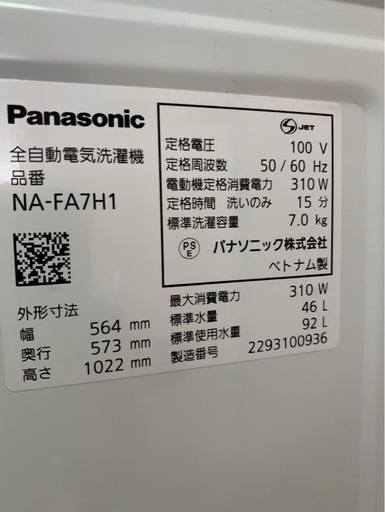 Panasonic
全自動電気洗濯機
品番
NA-FA7H1
外形寸法
幅 564 mm
奥行 573 mm
高さ 1022 mm
S JET
定格電圧 100 V
定格周波数 50 / 60 Hz
電動機定格消費電力 310 W
定格時間 洗いのみ 15 分
標準洗濯容量 7.0 kg
PS E パナソニック株式会社
ベトナム製
最大消費電力 310 W
標準水量 46 L
標準使用水量 92 L
製造番号 2293100936